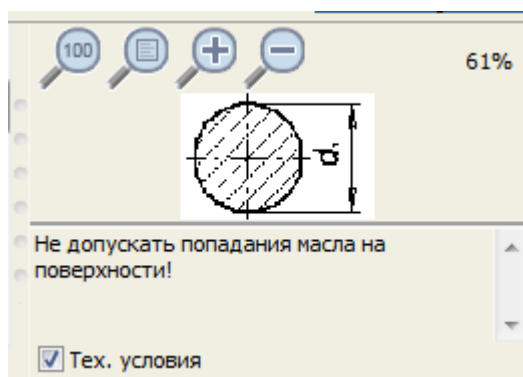 100
61%
d
Не допускать попадания масла на
поверхности!
Тех. условия